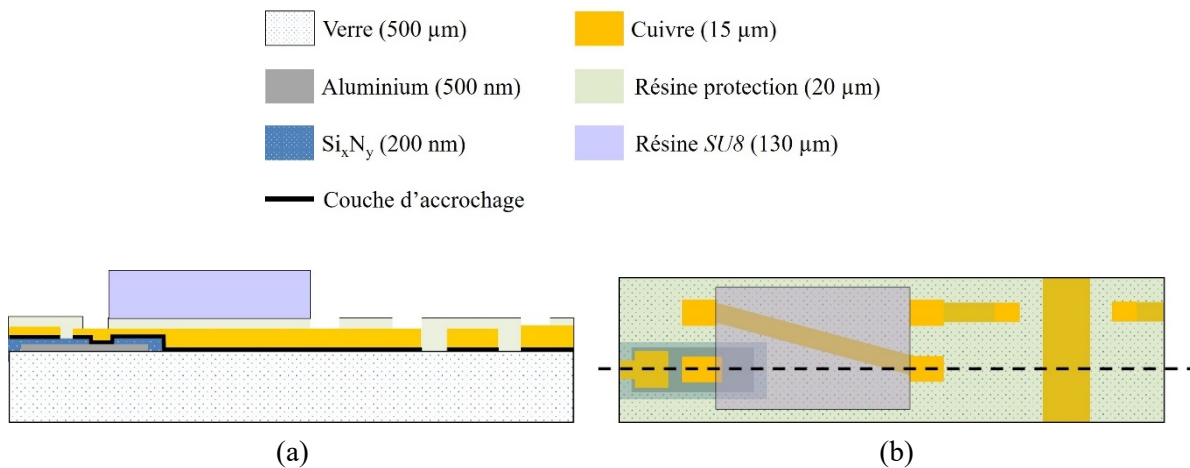 Verre (500 µm)
Cuivre (15 µm)
Aluminium (500 nm)
Résine protection (20 µm)
SiₓNᵧ (200 nm)
Résine SU8 (130 µm)
Couche d’accrochage
(a)
(b)